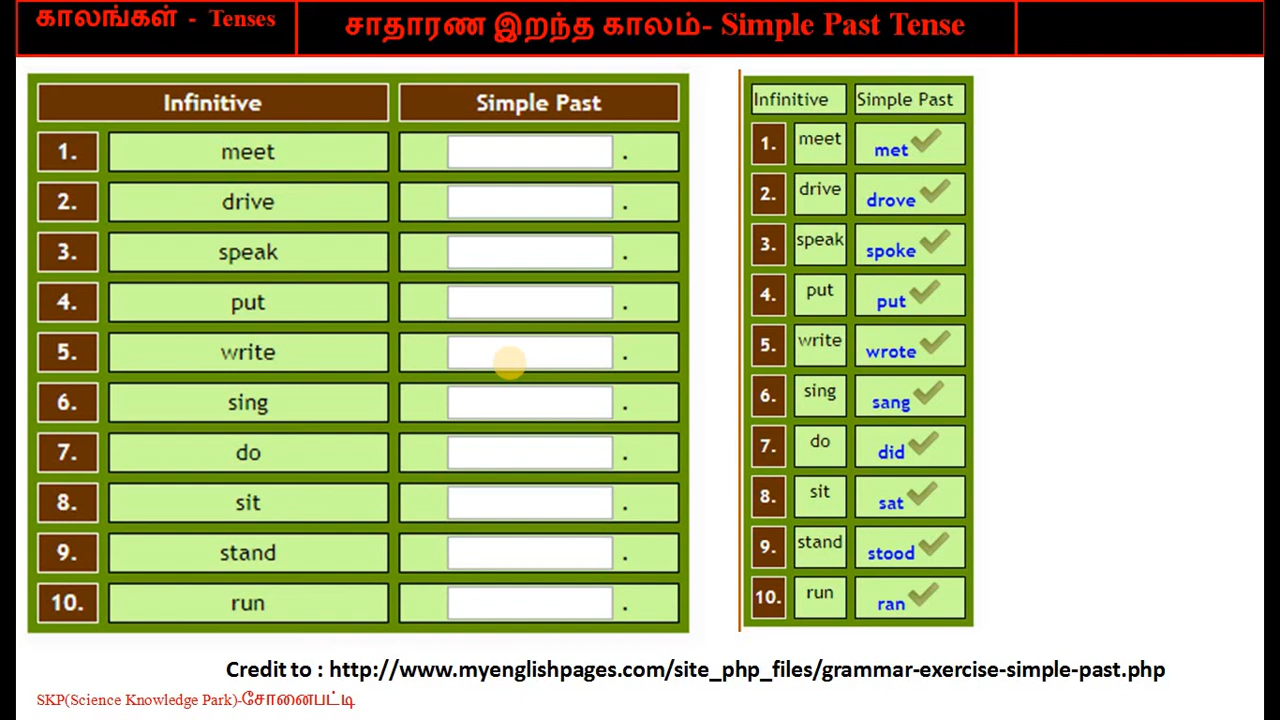 காலங்கள் - Tenses
சாதாரண இறந்த காலம்- Simple Past Tense
Infinitive Simple Past
1. meet .
2. drive .
3. speak .
4. put .
5. write .
6. sing .
7. do .
8. sit .
9. stand .
10. run .
Infinitive Simple Past
1. meet met
2. drive drove
3. speak spoke
4. put put
5. write wrote
6. sing sang
7. do did
8. sit sat
9. stand stood
10. run ran
Credit to : http://www.myenglishpages.com/site_php_files/grammar-exercise-simple-past.php
SKP(Science Knowledge Park)-சோனைபட்டி